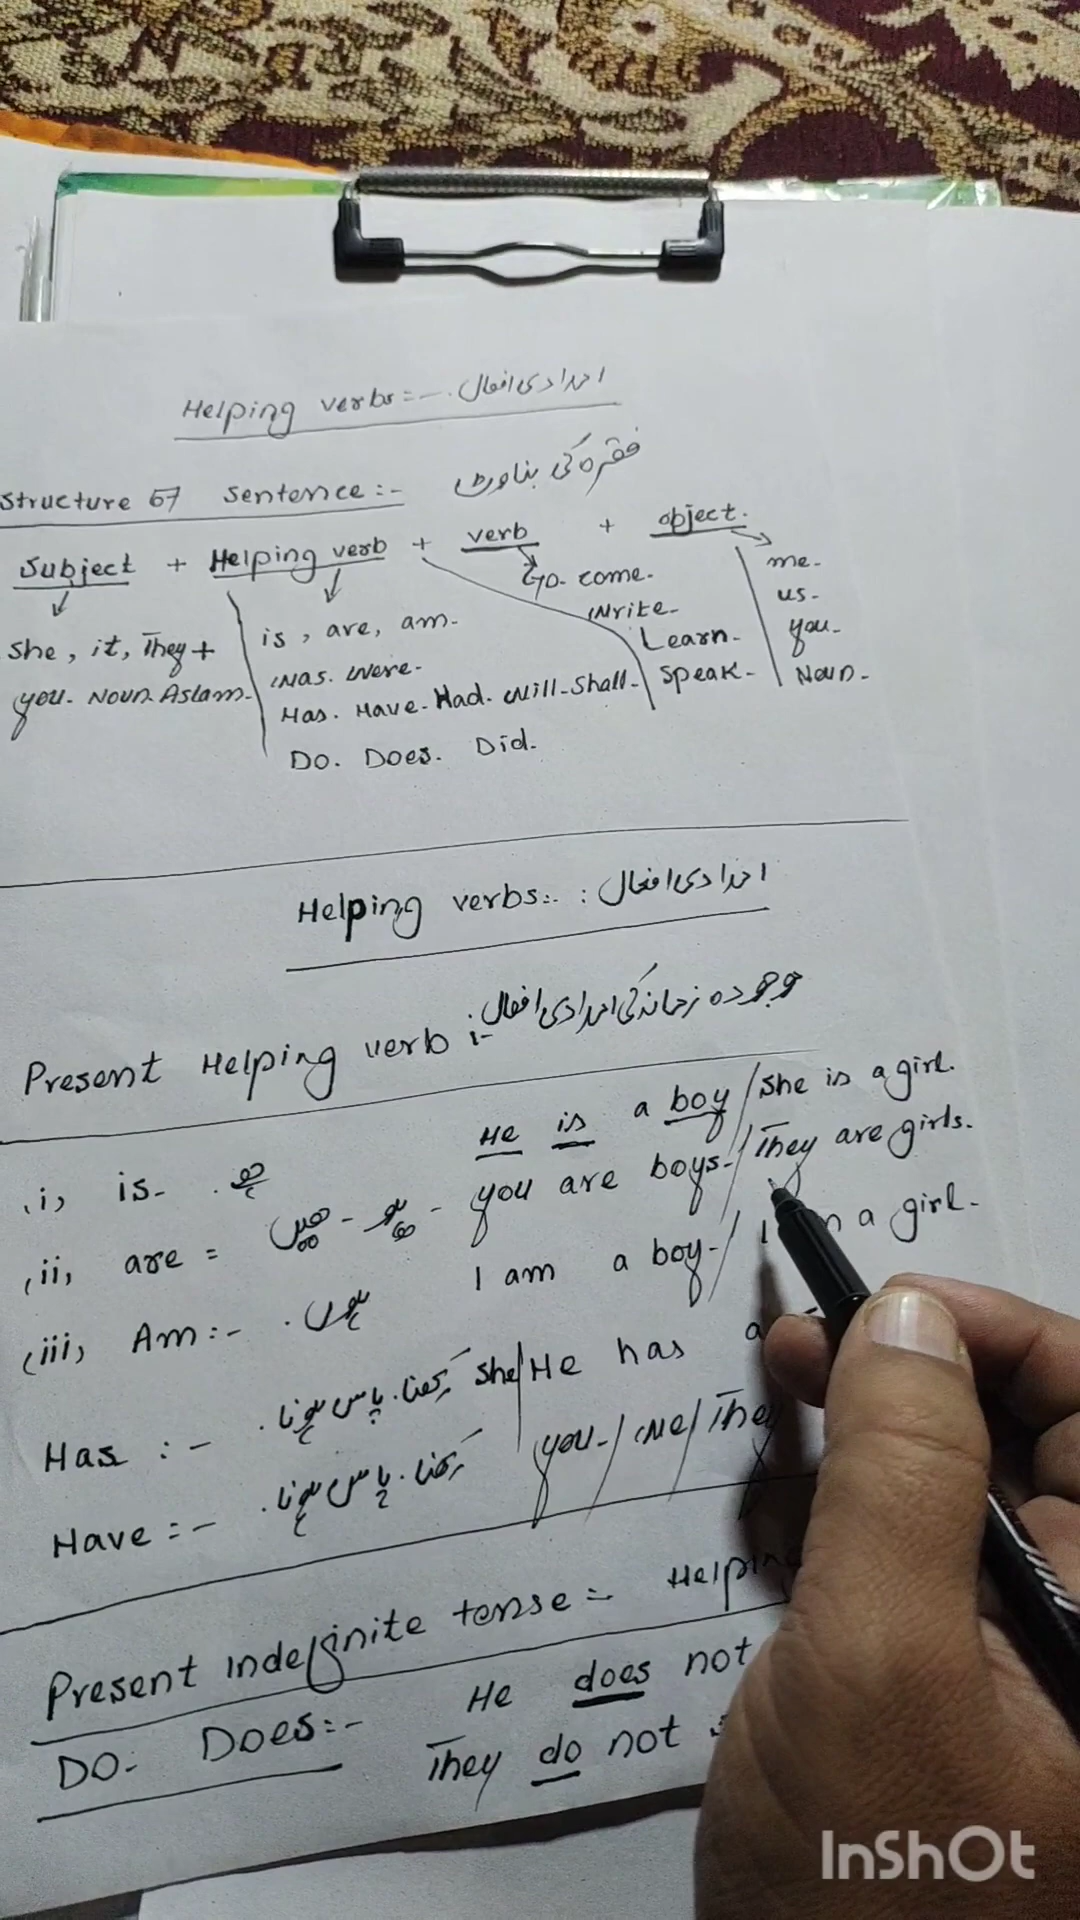 Helping verbs:- امدادی افعال
Structure of Sentence:- فقرہ کی بناوٹ
Subject + Helping verb + verb + object.
She, it, They + is, are, am. Go. come. me.
you. Noun. Aslam. was. were. Write. us.
Has. Have. Had. Will. Shall. Learn. you.
Do. Does. Did. Speak. Noun.
Helping verbs:: امدادی افعال
Present Helping verb :- موجودہ زمانہ کی امدادی افعال
(i) is- ہے. He is a boy / She is a girl.
(ii) are = ہیں - ہو - you are boys- / They are girls.
(iii) Am:- ہوں. I am a boy- / I a girl.
Has :- رکھنا. پاس ہونا. She/He has a
Have :- رکھنا. پاس ہونا. you-/We/They
Present indefinite tense:- Helping
DO. Does:- He does not
They do not
InShOt